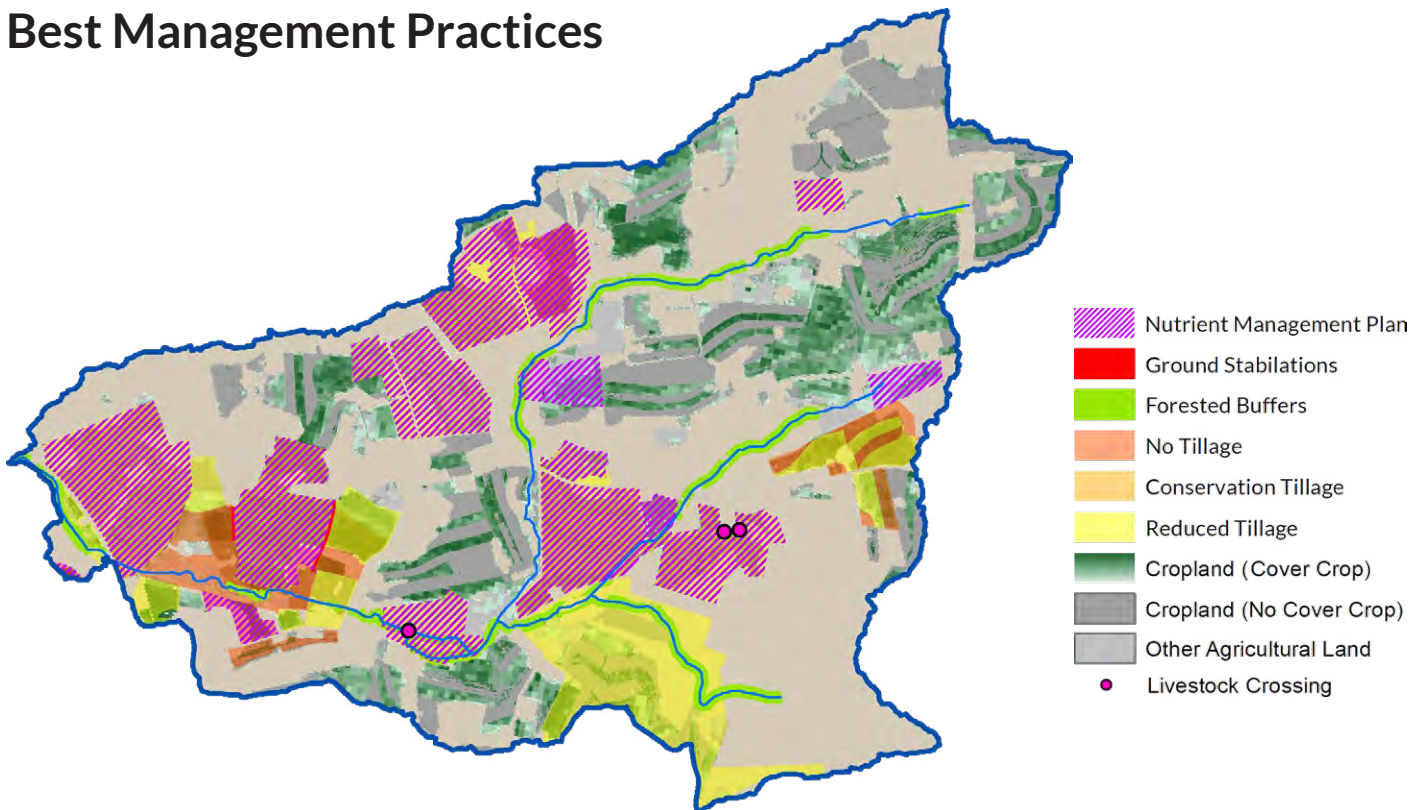 Best Management Practices
Nutrient Management Plan
Ground Stabilations
Forested Buffers
No Tillage
Conservation Tillage
Reduced Tillage
Cropland (Cover Crop)
Cropland (No Cover Crop)
Other Agricultural Land
Livestock Crossing